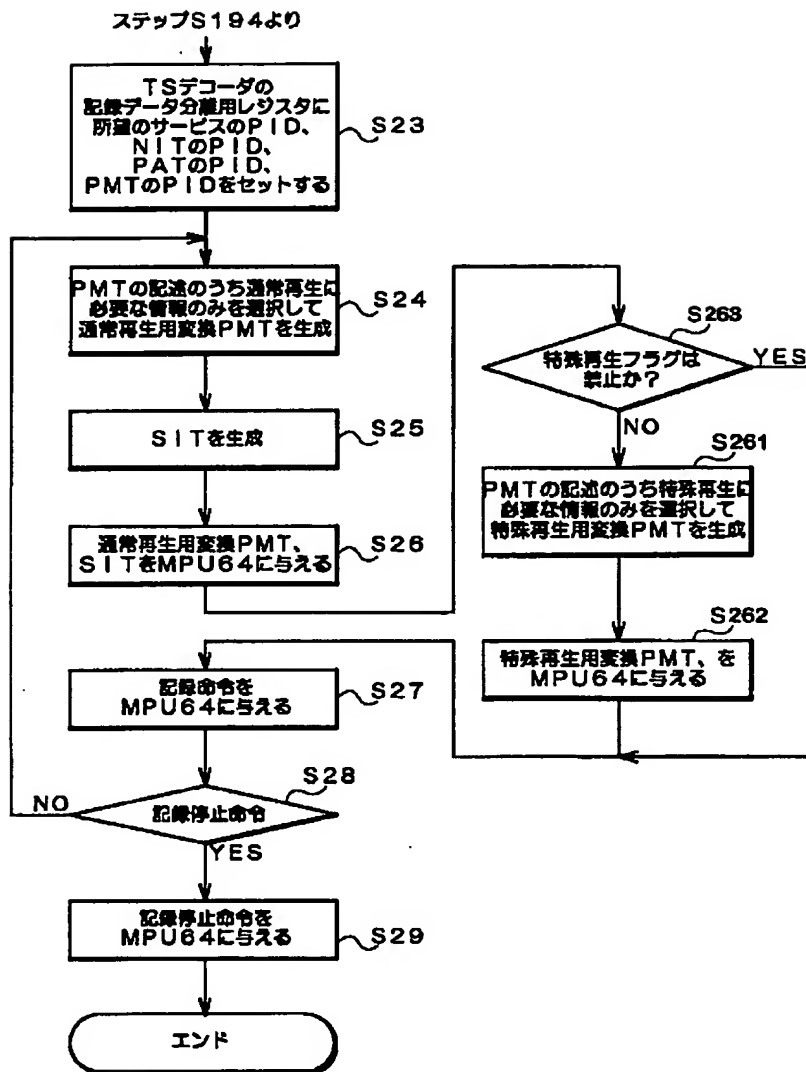 ステップS194より
TSデコーダの
記録データ分離用レジスタに
所望のサービスのPID、
NITのPID、
PATのPID、
PMTのPIDをセットする
S23
PMTの記述のうち通常再生に
必要な情報のみを選択して
通常再生用変換PMTを生成
S24
SITを生成
S25
通常再生用変換PMT、
SITをMPU64に与える
S26
S263
特殊再生フラグは
禁止か?
YES
NO
S261
PMTの記述のうち特殊再生に
必要な情報のみを選択して
特殊再生用変換PMTを生成
S262
特殊再生用変換PMT、を
MPU64に与える
記録命令を
MPU64に与える
S27
S28
記録停止命令
NO
YES
記録停止命令を
MPU64に与える
S29
エンド